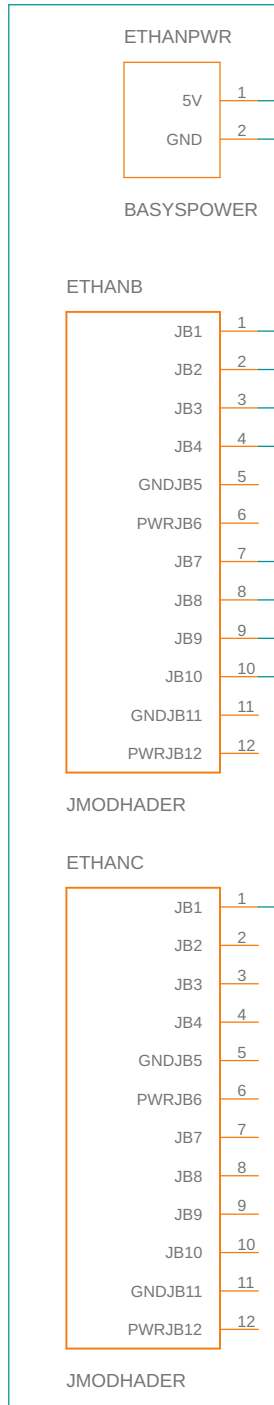 ETHANPWR
5V 1
GND 2
BASYSPOWER
ETHANB
JB1 1
JB2 2
JB3 3
JB4 4
GNDJB5 5
PWRJB6 6
JB7 7
JB8 8
JB9 9
JB10 10
GNDJB11 11
PWRJB12 12
JMODHADER
ETHANC
JB1 1
JB2 2
JB3 3
JB4 4
GNDJB5 5
PWRJB6 6
JB7 7
JB8 8
JB9 9
JB10 10
GNDJB11 11
PWRJB12 12
JMODHADER